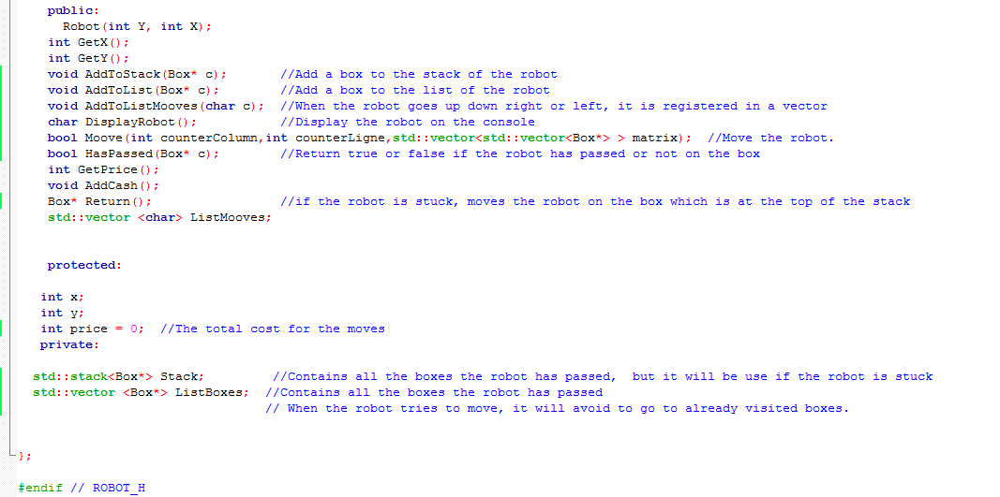 public:
Robot(int Y, int X);
int GetX();
int GetY();
void AddToStack(Box* c); //Add a box to the stack of the robot
void AddToList(Box* c); //Add a box to the list of the robot
void AddToListMooves(char c); //When the robot goes up down right or left, it is registered in a vector
char DisplayRobot(); //Display the robot on the console
bool Moove(int counterColumn,int counterLigne,std::vector<std::vector<Box*> > matrix); //Move the robot.
bool HasPassed(Box* c); //Return true or false if the robot has passed or not on the box
int GetPrice();
void AddCash();
Box* Return(); //if the robot is stuck, moves the robot on the box which is at the top of the stack
std::vector <char> ListMooves;
protected:
int x;
int y;
int price = 0; //The total cost for the moves
private:
std::stack<Box*> Stack; //Contains all the boxes the robot has passed, but it will be use if the robot is stuck
std::vector <Box*> ListBoxes; //Contains all the boxes the robot has passed
// When the robot tries to move, it will avoid to go to already visited boxes.
};
#endif // ROBOT_H